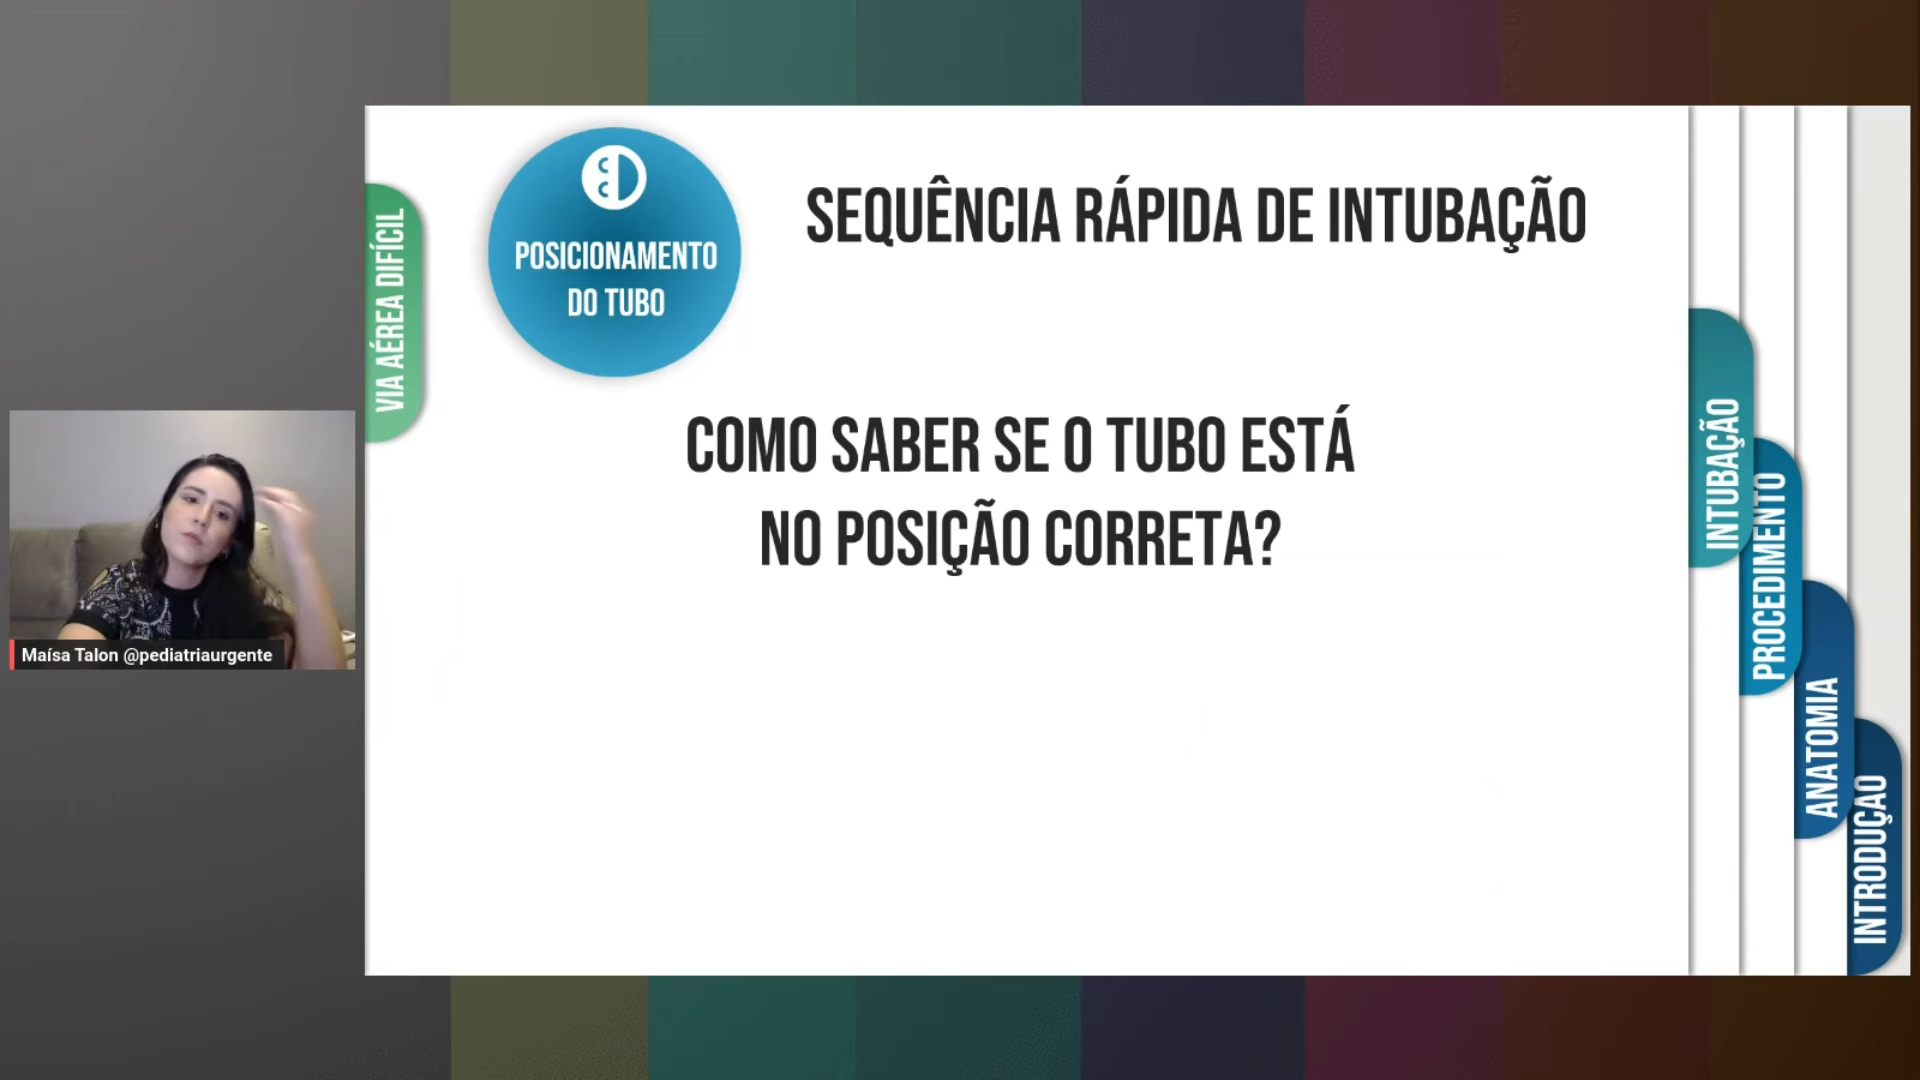 VIA AÉREA DIFÍCIL
POSICIONAMENTO
DO TUBO
SEQUÊNCIA RÁPIDA DE INTUBAÇÃO
COMO SABER SE O TUBO ESTÁ
NO POSIÇÃO CORRETA?
INTUBAÇÃO
PROCEDIMENTO
ANATOMIA
INTRODUÇÃO
Maísa Talon @pediatriaurgente